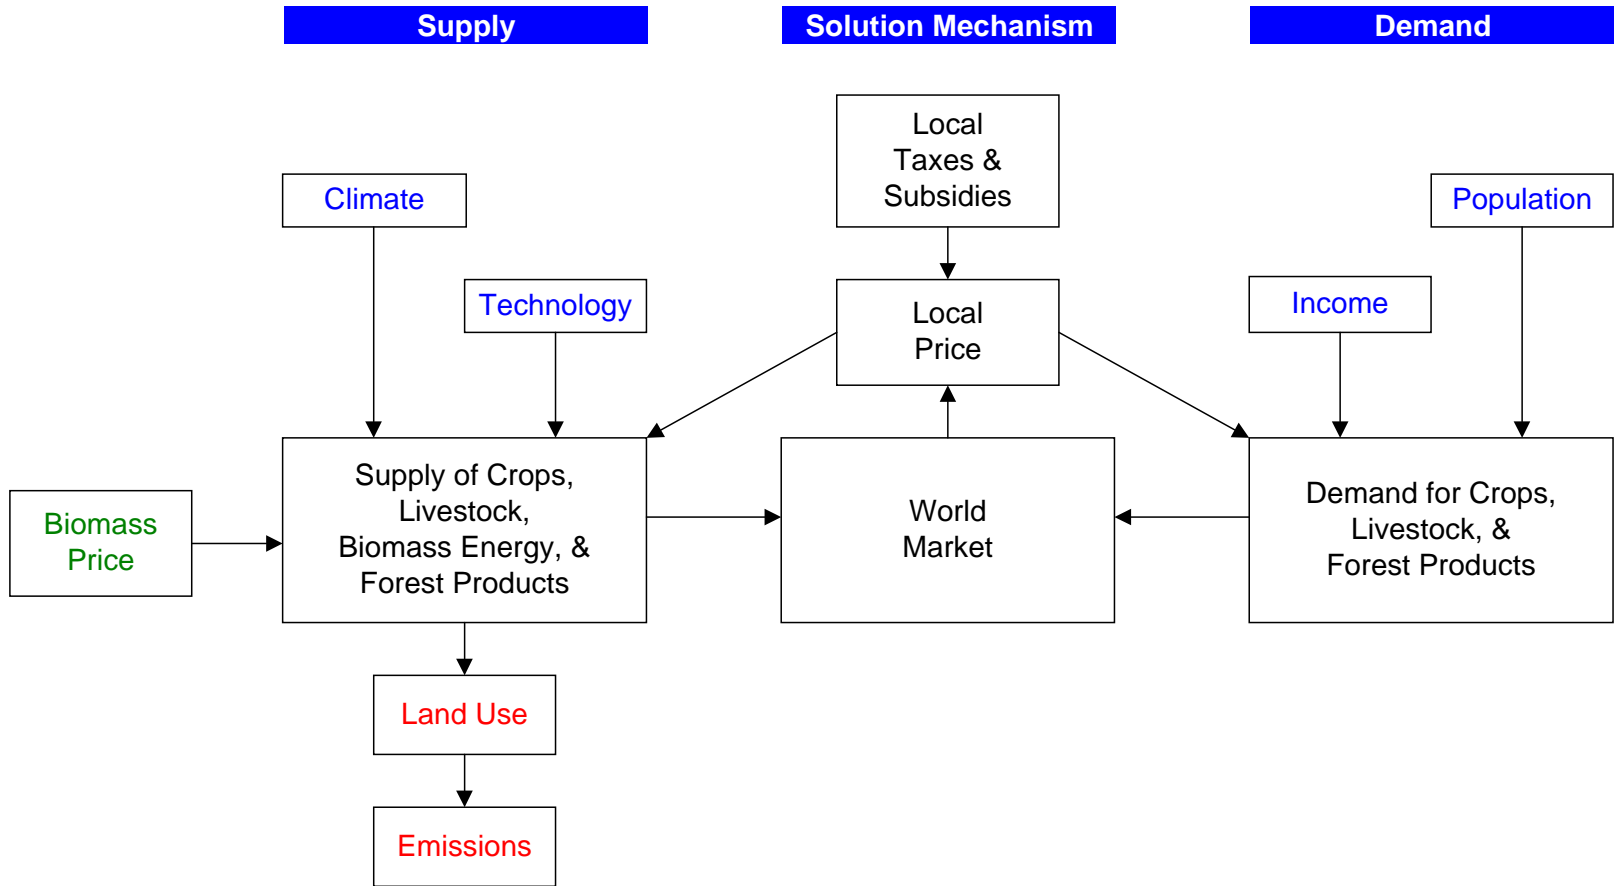 Supply
Solution Mechanism
Demand
Local
Taxes &
Subsidies
Climate
Population
Technology
Local
Price
Income
Biomass
Price
Supply of Crops,
Livestock,
Biomass Energy, &
Forest Products
World
Market
Demand for Crops,
Livestock, &
Forest Products
Land Use
Emissions